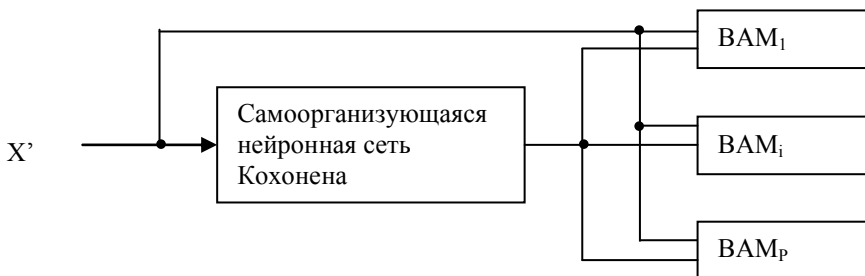 BAM₁
Самоорганизующаяся
нейронная сеть
Кохонена
X’
BAMᵢ
BAMₚ